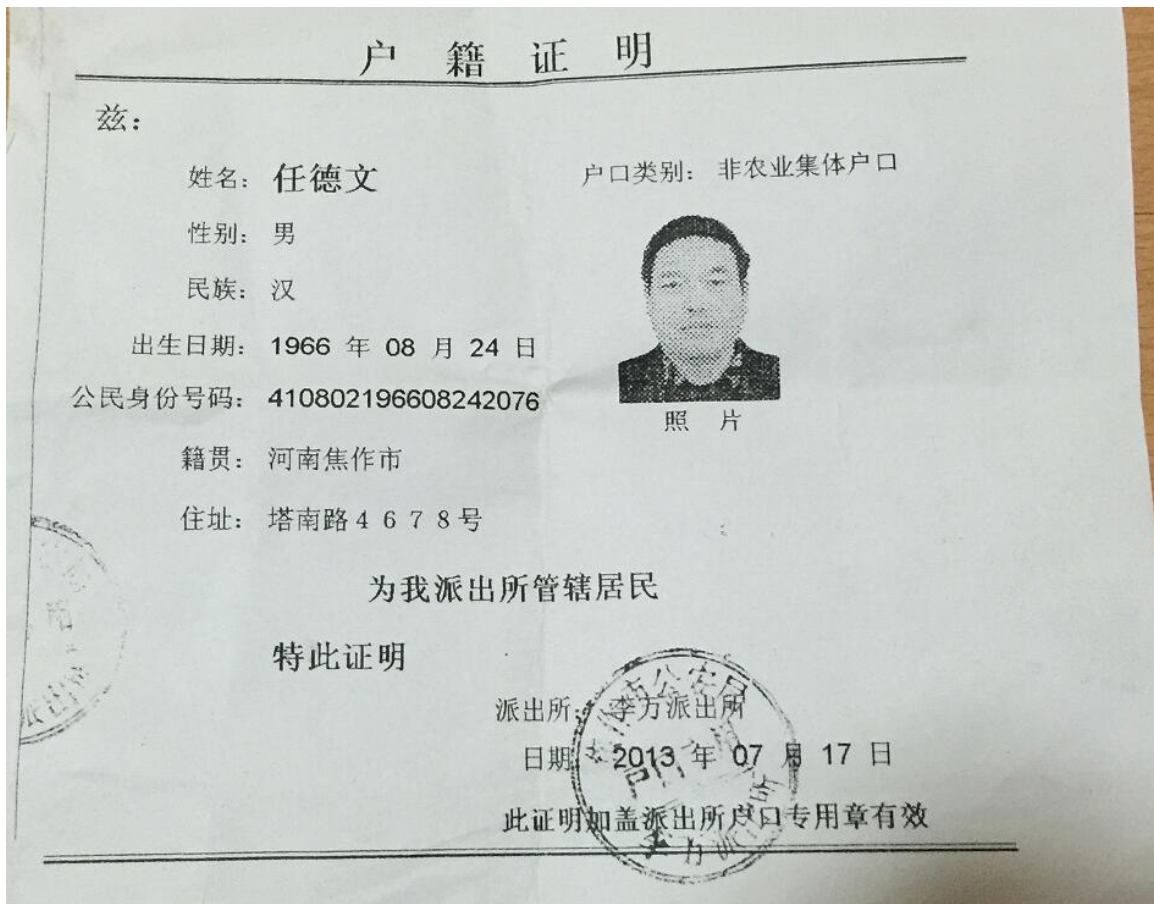 户籍证明
兹：
姓名：任德文
户口类别：非农业集体户口
性别：男
民族：汉
出生日期：1966 年 08 月 24 日
公民身份号码：410802196608242076
照 片
籍贯：河南焦作市
住址：塔南路４６７８号
为我派出所管辖居民
特此证明
派出所：李方派出所
日期：2013 年 07 月 17 日
此证明加盖派出所户口专用章有效